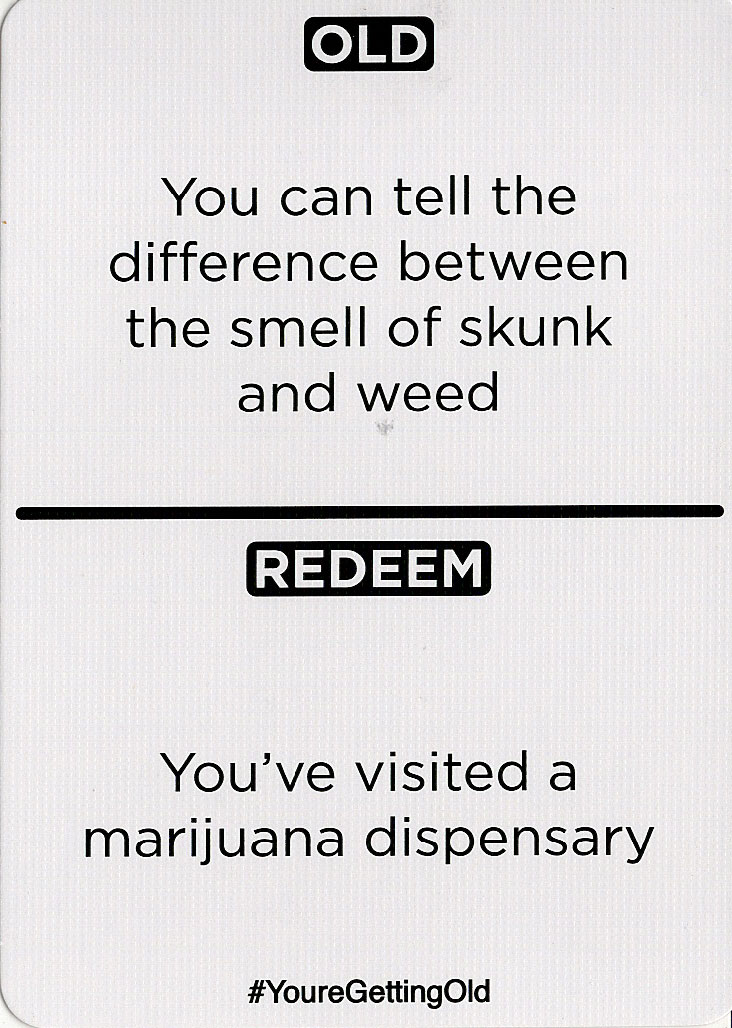 OLD
You can tell the
difference between
the smell of skunk
and weed
REDEEM
You’ve visited a
marijuana dispensary
#YoureGettingOld